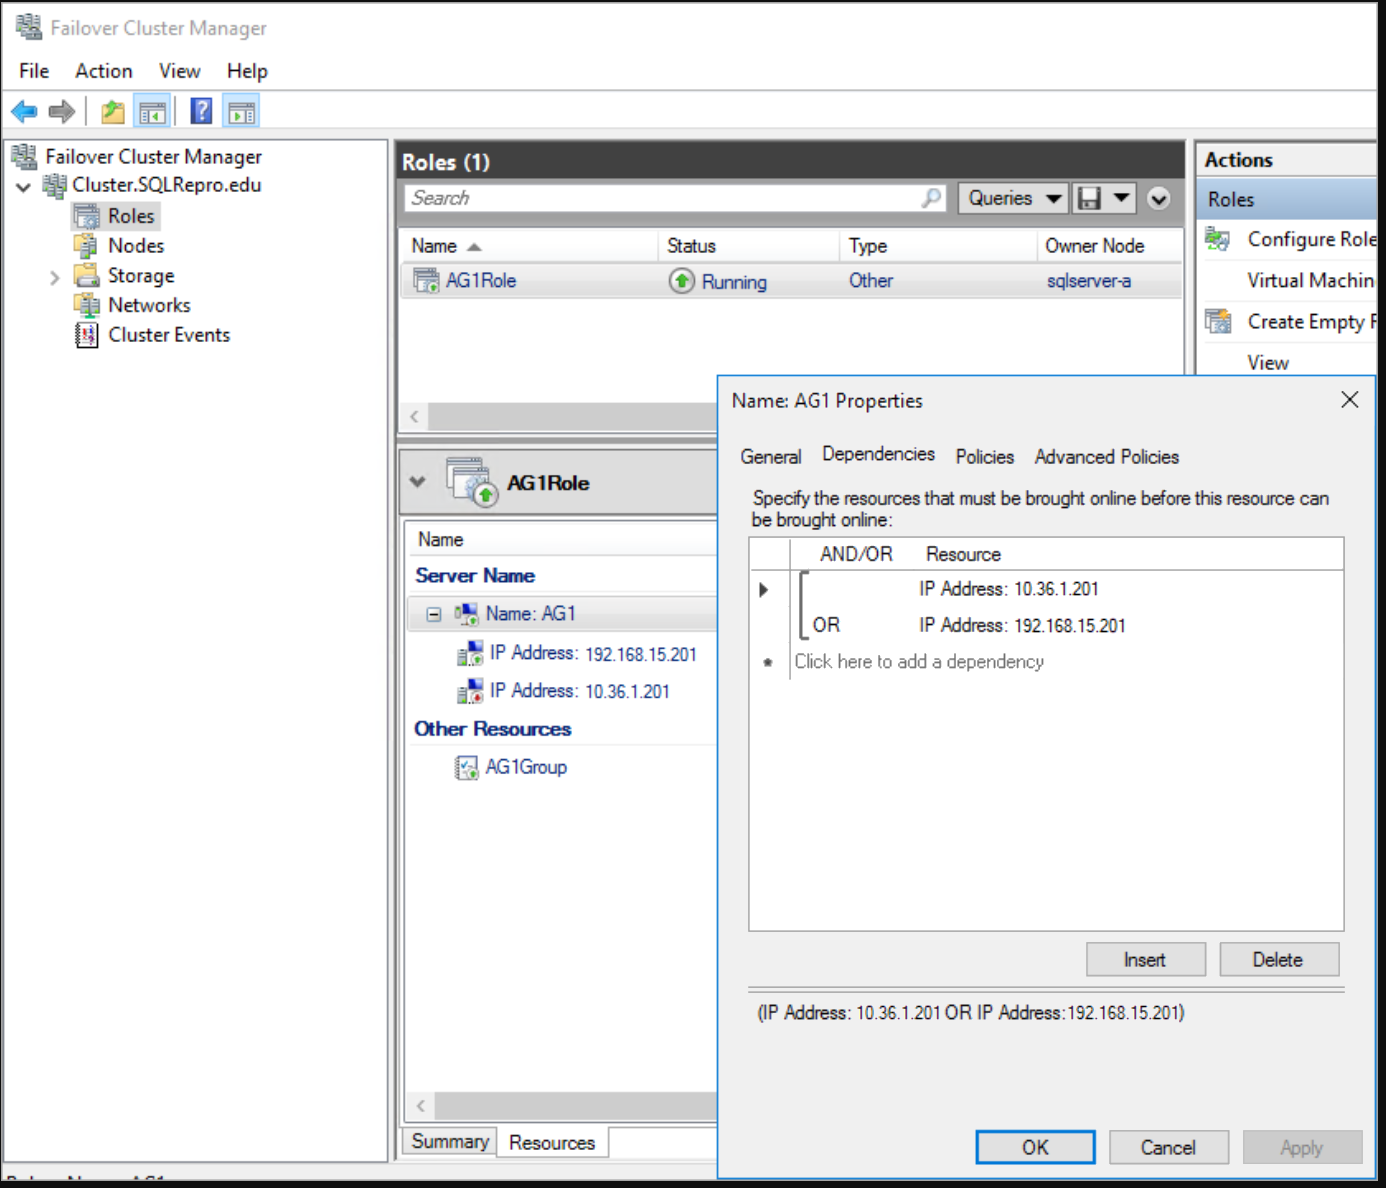 Failover Cluster Manager
File Action View Help
Failover Cluster Manager
Cluster.SQLRepro.edu
Roles
Nodes
Storage
Networks
Cluster Events
Roles (1)
Search
Queries
Name Status Type Owner Node
AG1Role Running Other sqlserver-a
AG1Role
Name
Server Name
Name: AG1
IP Address: 192.168.15.201
IP Address: 10.36.1.201
Other Resources
AG1Group
Summary Resources
Actions
Roles
Configure Role
Virtual Machin
Create Empty
View
Name: AG1 Properties
General Dependencies Policies Advanced Policies
Specify the resources that must be brought online before this resource can
be brought online:
AND/OR Resource
IP Address: 10.36.1.201
OR IP Address: 192.168.15.201
Click here to add a dependency
Insert Delete
(IP Address: 10.36.1.201 OR IP Address:192.168.15.201)
OK Cancel Apply